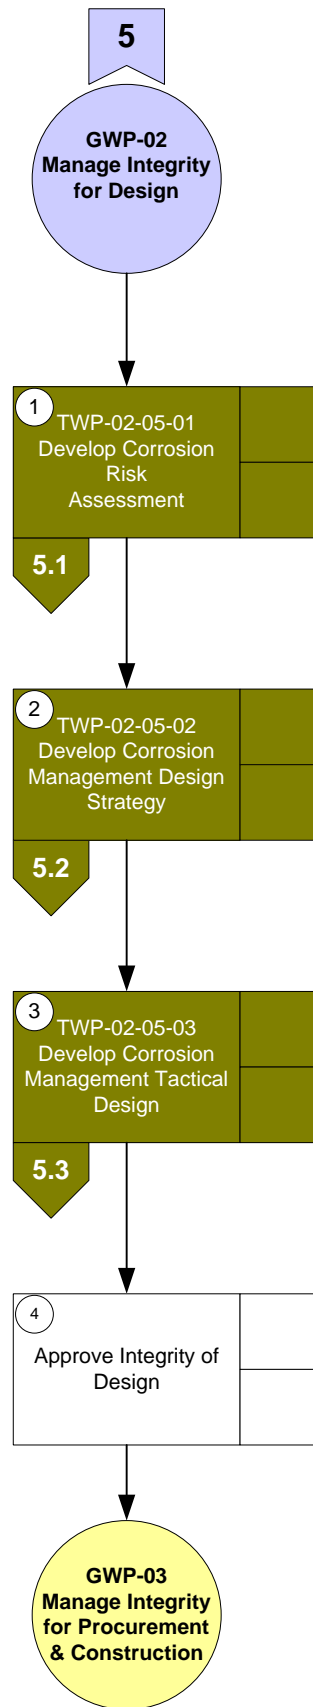 5
GWP-02
Manage Integrity
for Design
1
TWP-02-05-01
Develop Corrosion
Risk
Assessment
5.1
2
TWP-02-05-02
Develop Corrosion
Management Design
Strategy
5.2
3
TWP-02-05-03
Develop Corrosion
Management Tactical
Design
5.3
4
Approve Integrity of
Design
GWP-03
Manage Integrity
for Procurement
& Construction